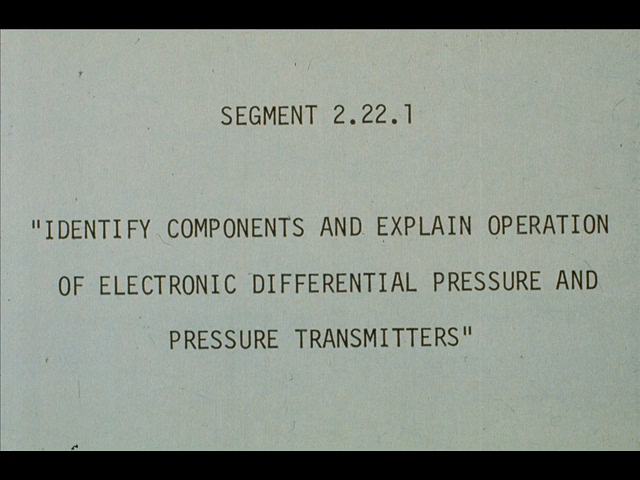 SEGMENT 2.22.1
"IDENTIFY COMPONENTS AND EXPLAIN OPERATION
OF ELECTRONIC DIFFERENTIAL PRESSURE AND
PRESSURE TRANSMITTERS"